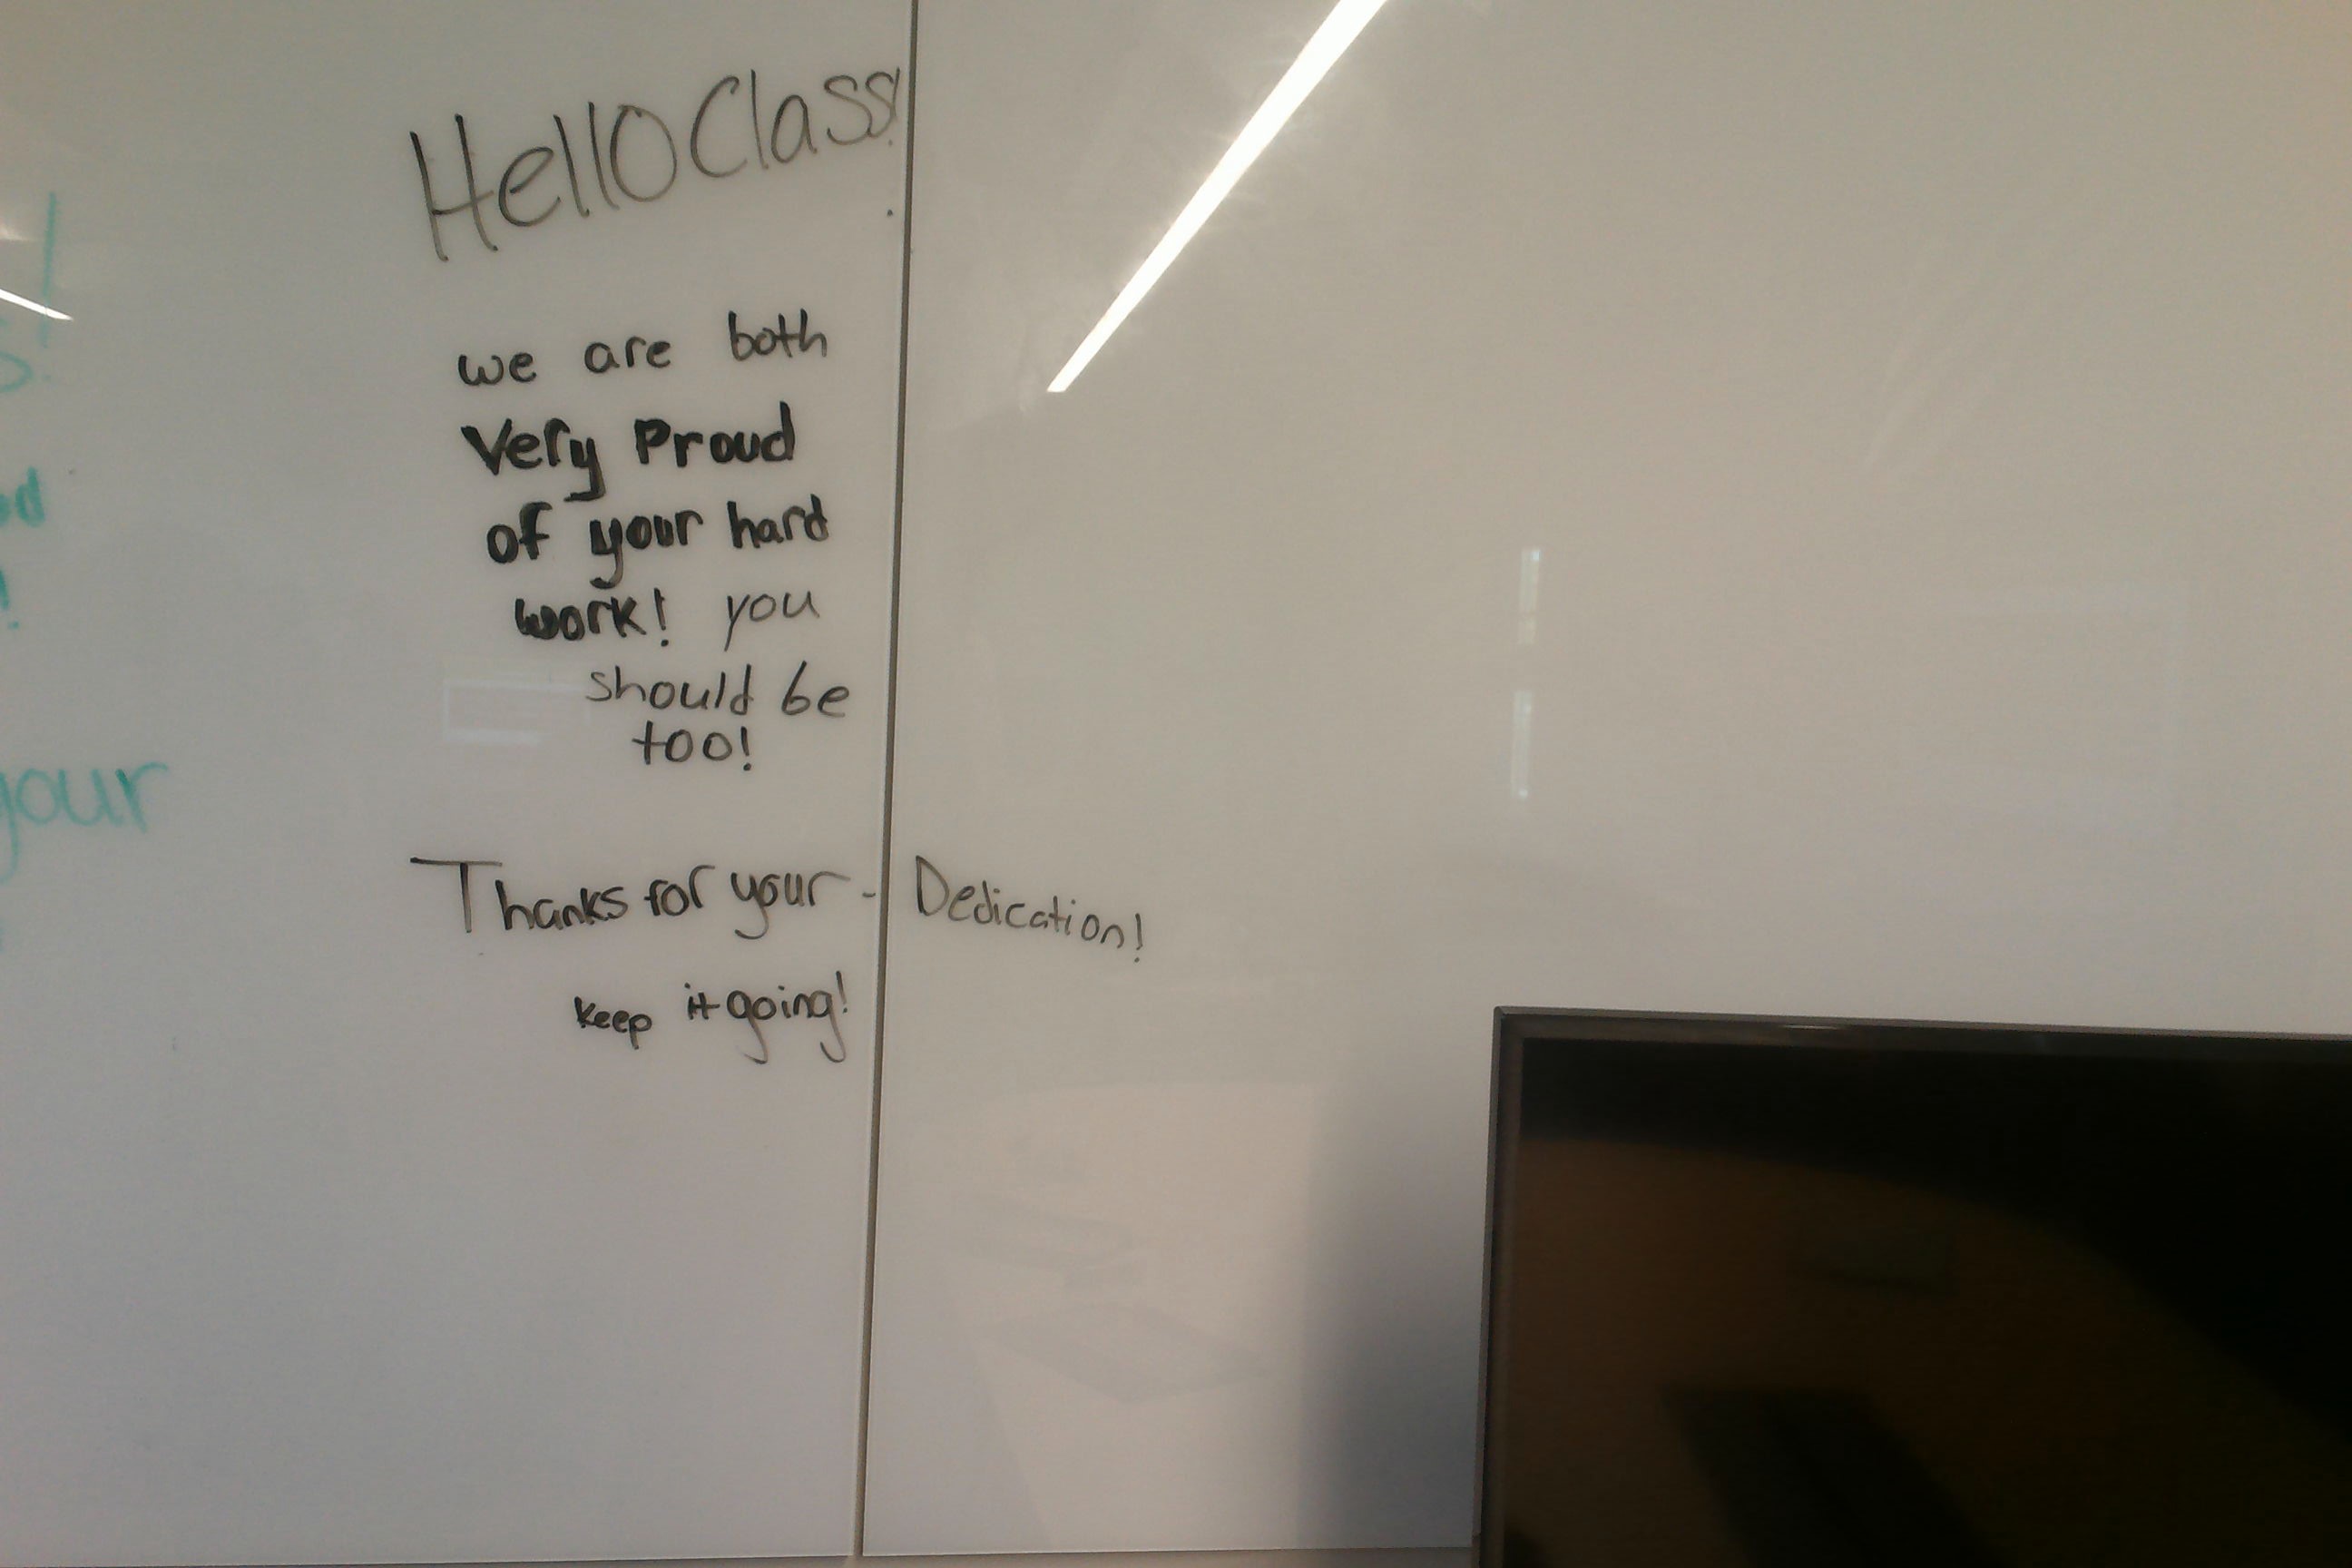 Hello Class!
we are both
Very Proud
of your hard
work! you
should be
too!
Thanks for your - Dedication!
keep it going!
your